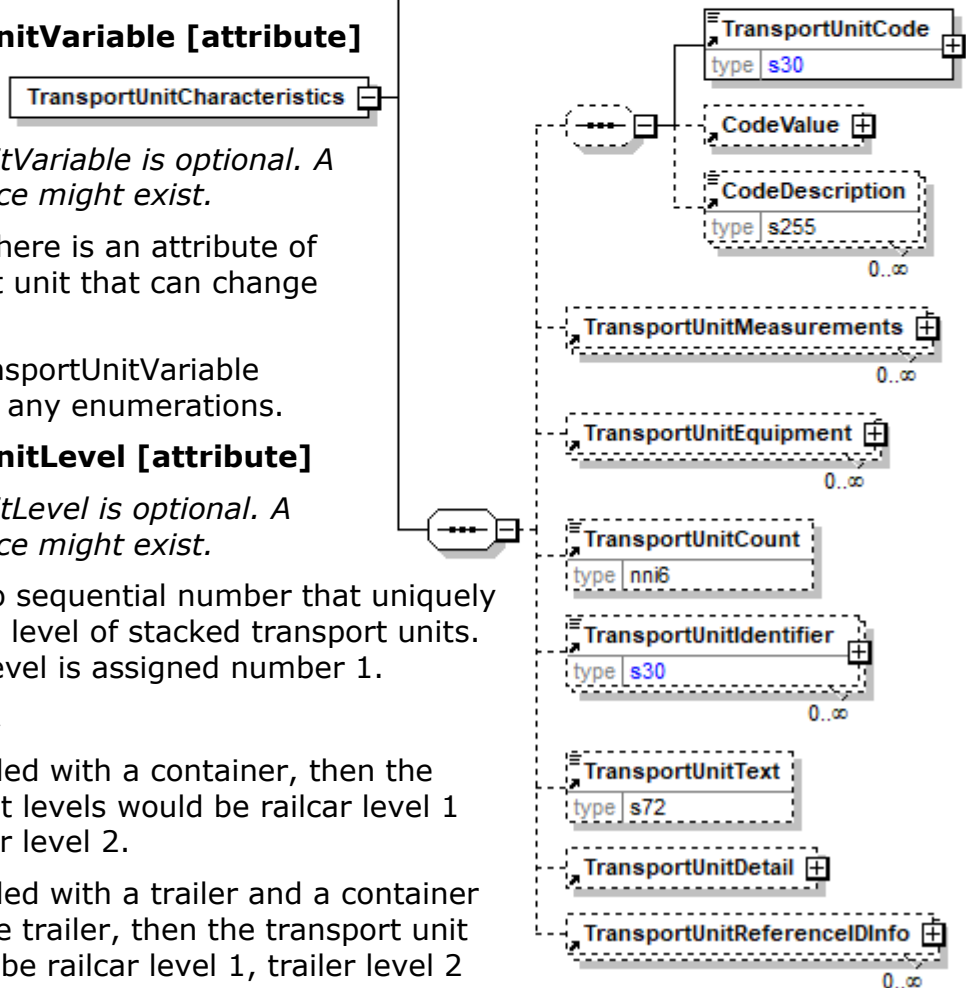 nitVariable [attribute]
TransportUnitCharacteristics
itVariable is optional. A
ce might exist.
here is an attribute of
t unit that can change
nsportUnitVariable
any enumerations.
nitLevel [attribute]
itLevel is optional. A
ce might exist.
o sequential number that uniquely
level of stacked transport units.
evel is assigned number 1.
ded with a container, then the
t levels would be railcar level 1
r level 2.
ded with a trailer and a container
e trailer, then the transport unit
be railcar level 1, trailer level 2
TransportUnitCode
type s30
CodeValue
CodeDescription
type s255
0..∞
TransportUnitMeasurements
0..∞
TransportUnitEquipment
0..∞
TransportUnitCount
type nni6
TransportUnitIdentifier
type s30
0..∞
TransportUnitText
type s72
TransportUnitDetail
TransportUnitReferenceIDInfo
0..∞